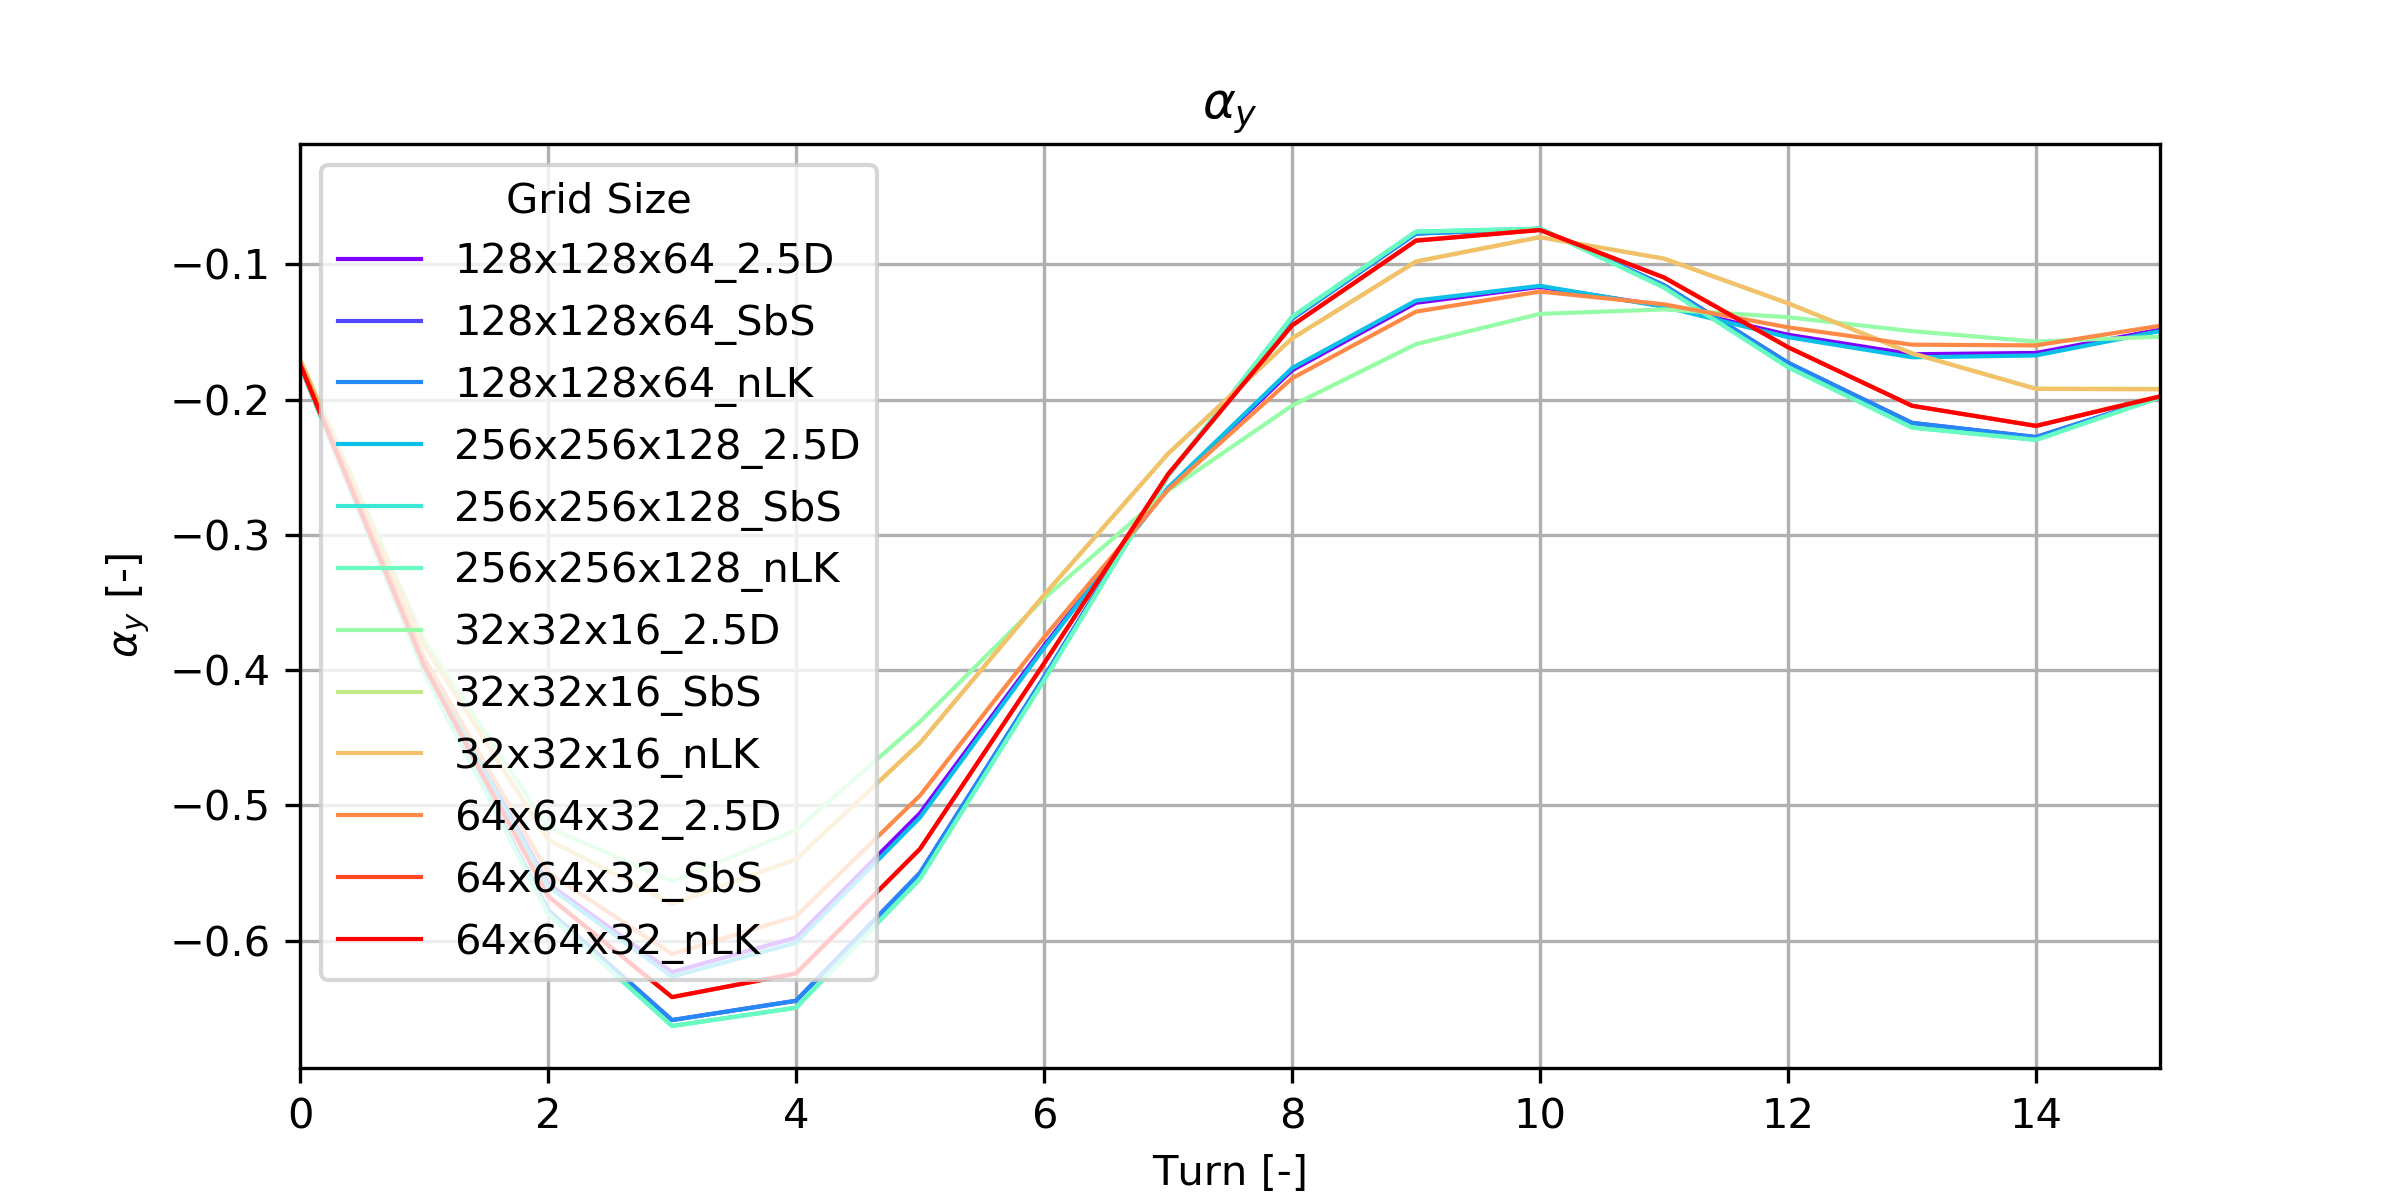 α_y
Grid Size
128x128x64_2.5D
128x128x64_SbS
128x128x64_nLK
256x256x128_2.5D
256x256x128_SbS
256x256x128_nLK
32x32x16_2.5D
32x32x16_SbS
32x32x16_nLK
64x64x32_2.5D
64x64x32_SbS
64x64x32_nLK
α_y [-]
−0.1
−0.2
−0.3
−0.4
−0.5
−0.6
0 2 4 6 8 10 12 14
Turn [-]